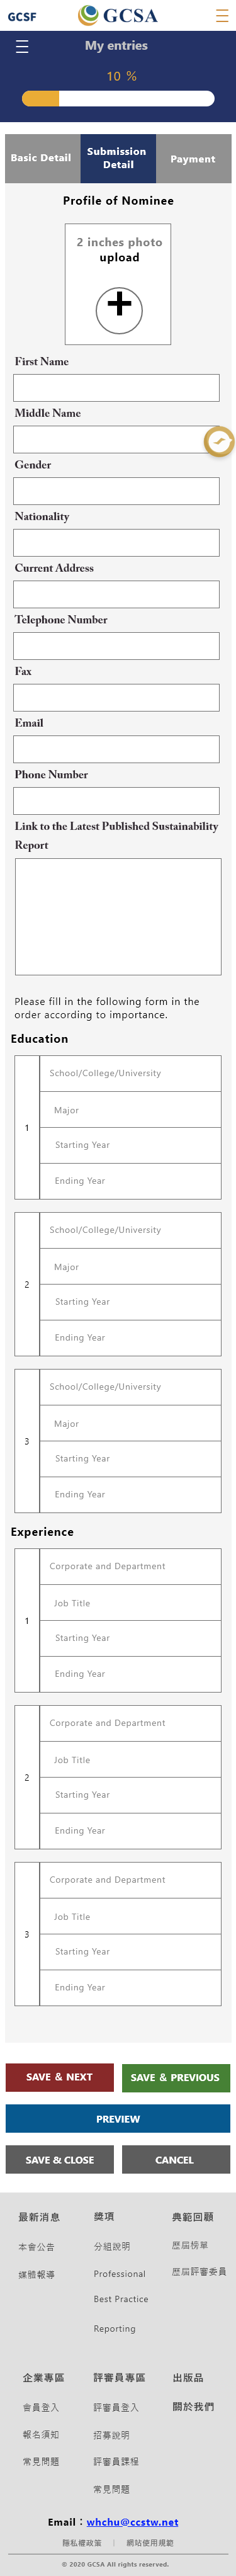 GCSF GCSA
My entries
10 %
Basic Detail
Submission
Detail
Payment
Profile of Nominee
2 inches photo
upload
First Name
Middle Name
Gender
Nationality
Current Address
Telephone Number
Fax
Email
Phone Number
Link to the Latest Published Sustainability
Report
Please fill in the following form in the
order according to importance.
Education
School/College/University
Major
1
Starting Year
Ending Year
School/College/University
Major
2
Starting Year
Ending Year
School/College/University
Major
3
Starting Year
Ending Year
Experience
Corporate and Department
Job Title
1
Starting Year
Ending Year
Corporate and Department
Job Title
2
Starting Year
Ending Year
Corporate and Department
Job Title
3
Starting Year
Ending Year
SAVE & NEXT
SAVE & PREVIOUS
PREVIEW
SAVE & CLOSE
CANCEL
最新消息
本會公告
媒體報導
獎項
分組說明
Professional
Best Practice
Reporting
典範回顧
歷屆榜單
歷屆評審委員
企業專區
會員登入
報名須知
常見問題
評審員專區
評審員登入
招募說明
評審員課程
常見問題
出版品
關於我們
Email：whchu@ccstw.net
隱私權政策 | 網站使用規範
© 2020 GCSA All rights reserved.